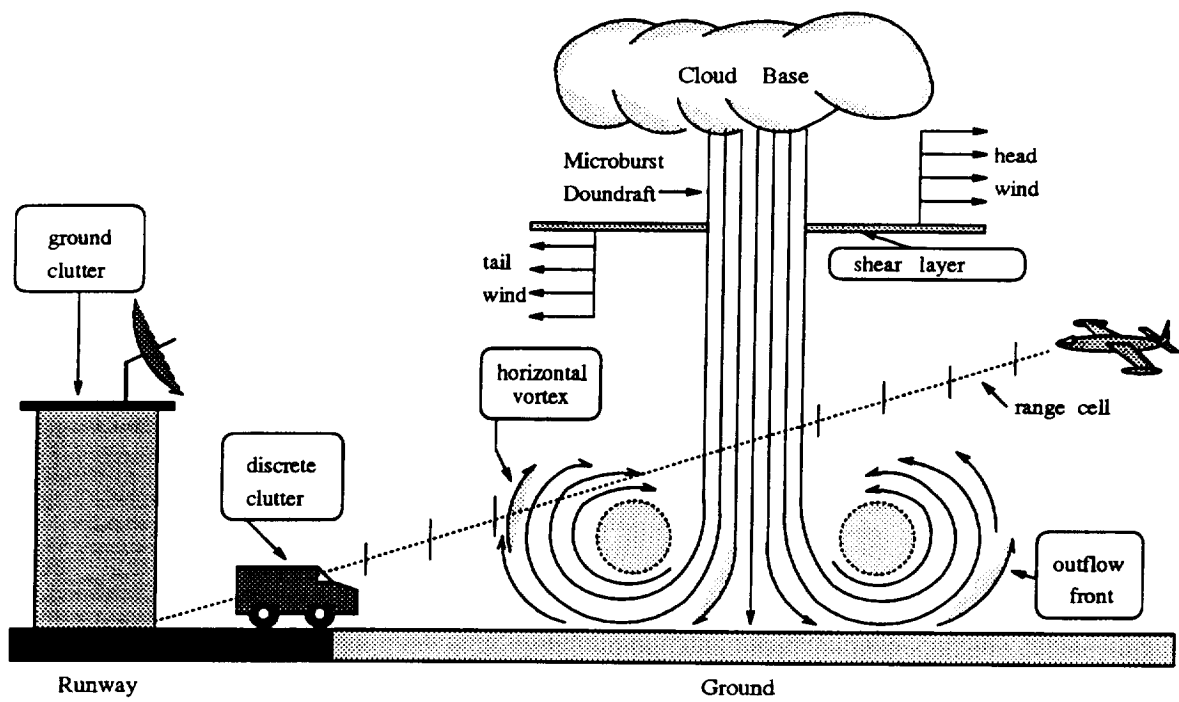 Cloud Base
Microburst
Doundraft
head
wind
ground
clutter
shear layer
tail
wind
horizontal
vortex
range cell
discrete
clutter
outflow
front
Runway
Ground